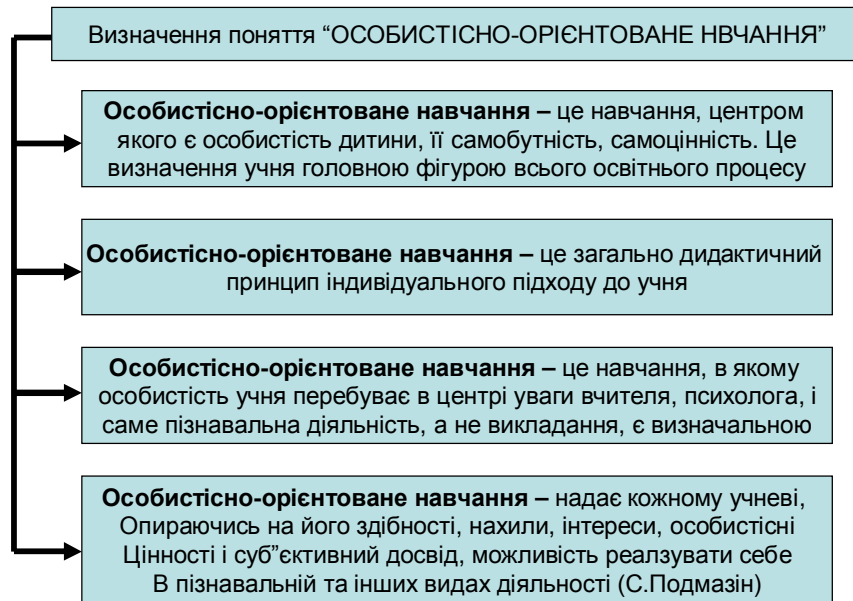 Визначення поняття “ОСОБИСТІСНО-ОРІЄНТОВАНЕ НВЧАННЯ”
Особистісно-орієнтоване навчання – це навчання, центром
якого є особистість дитини, її самобутність, самоцінність. Це
визначення учня головною фігурою всього освітнього процесу
Особистісно-орієнтоване навчання – це загально дидактичний
принцип індивідуального підходу до учня
Особистісно-орієнтоване навчання – це навчання, в якому
особистість учня перебуває в центрі уваги вчителя, психолога, і
саме пізнавальна діяльність, а не викладання, є визначальною
Особистісно-орієнтоване навчання – надає кожному учневі,
Опираючись на його здібності, нахили, інтереси, особистісні
Цінності і суб”єктивний досвід, можливість реалзувати себе
В пізнавальній та інших видах діяльності (С.Подмазін)